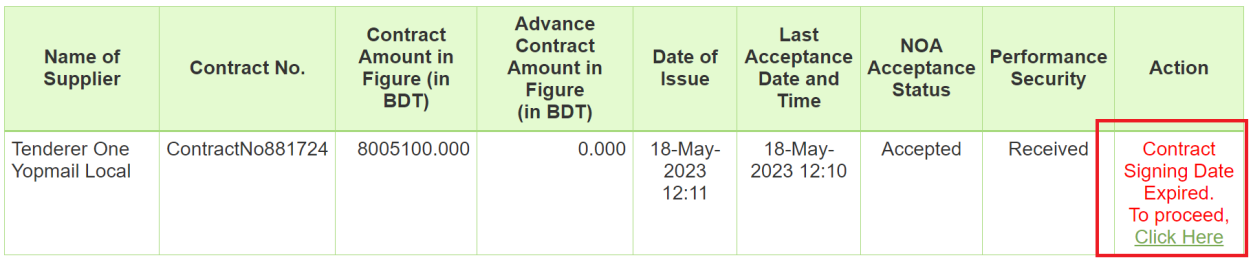 Name of
Supplier
Contract No.
Contract
Amount in
Figure (in
BDT)
Advance
Contract
Amount in
Figure
(in BDT)
Date of
Issue
Last
Acceptance
Date and
Time
NOA
Acceptance
Status
Performance
Security
Action
Tenderer One
Yopmail Local
ContractNo881724
8005100.000
0.000
18-May-
2023
12:11
18-May-
2023 12:10
Accepted
Received
Contract
Signing Date
Expired.
To proceed,
Click Here